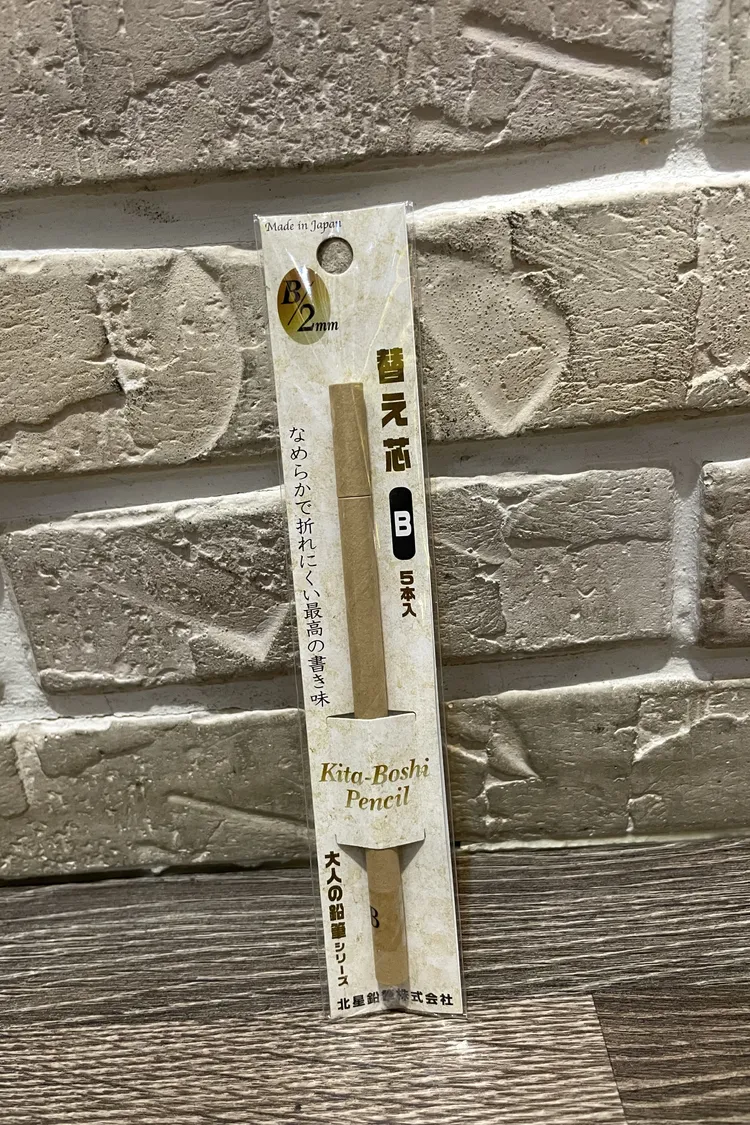 Made in Japan
B/2mm
替え芯
B
5本入
なめらかで折れにくい最高の書き味
Kita-Boshi
Pencil
B
大人の鉛筆シリーズ
北星鉛筆株式会社